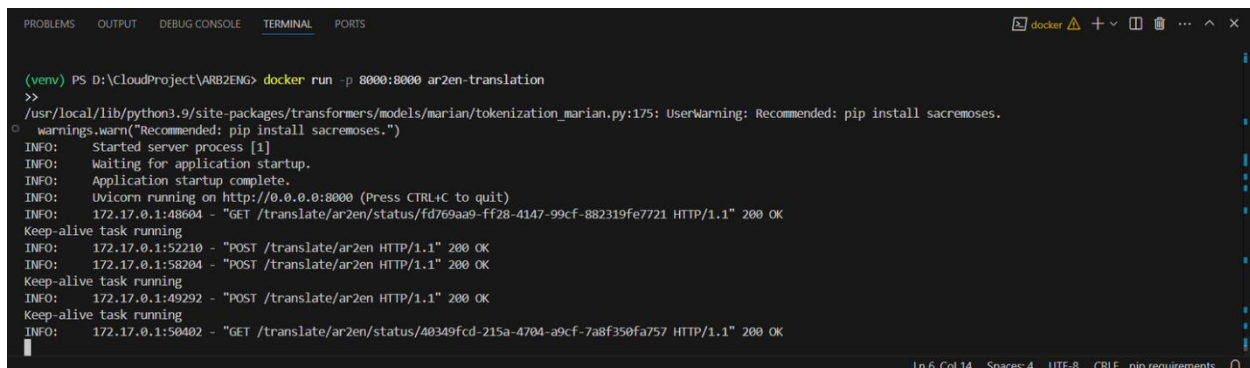 PROBLEMS OUTPUT DEBUG CONSOLE TERMINAL PORTS docker
(venv) PS D:\CloudProject\ARB2ENG> docker run -p 8000:8000 ar2en-translation
>>
/usr/local/lib/python3.9/site-packages/transformers/models/marian/tokenization_marian.py:175: UserWarning: Recommended: pip install sacremoses.
warnings.warn("Recommended: pip install sacremoses.")
INFO: Started server process [1]
INFO: Waiting for application startup.
INFO: Application startup complete.
INFO: Uvicorn running on http://0.0.0.0:8000 (Press CTRL+C to quit)
INFO: 172.17.0.1:48604 - "GET /translate/ar2en/status/fd769aa9-ff28-4147-99cf-882319fe7721 HTTP/1.1" 200 OK
Keep-alive task running
INFO: 172.17.0.1:52210 - "POST /translate/ar2en HTTP/1.1" 200 OK
INFO: 172.17.0.1:58204 - "POST /translate/ar2en HTTP/1.1" 200 OK
Keep-alive task running
INFO: 172.17.0.1:49292 - "POST /translate/ar2en HTTP/1.1" 200 OK
Keep-alive task running
INFO: 172.17.0.1:50402 - "GET /translate/ar2en/status/40349fcd-215a-4704-a9cf-7a8f350fa757 HTTP/1.1" 200 OK
Ln 6, Col 14 Spaces: 4 UTF-8 CRLF pip requirements